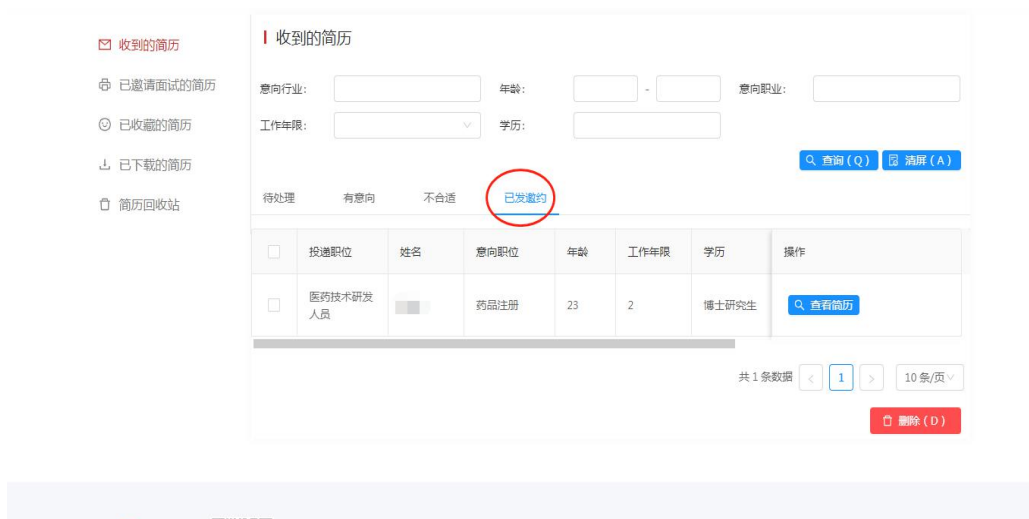 收到的简历
已邀请面试的简历
已收藏的简历
已下载的简历
简历回收站
收到的简历
意向行业: 年龄: - 意向职业:
工作年限: 学历:
查询(Q) 清屏(A)
待处理 有意向 不合适 已发邀约
投递职位 姓名 意向职位 年龄 工作年限 学历 操作
医药技术研发
人员
药品注册 23 2 博士研究生 查看简历
共1条数据 < 1 > 10条/页
删除(D)